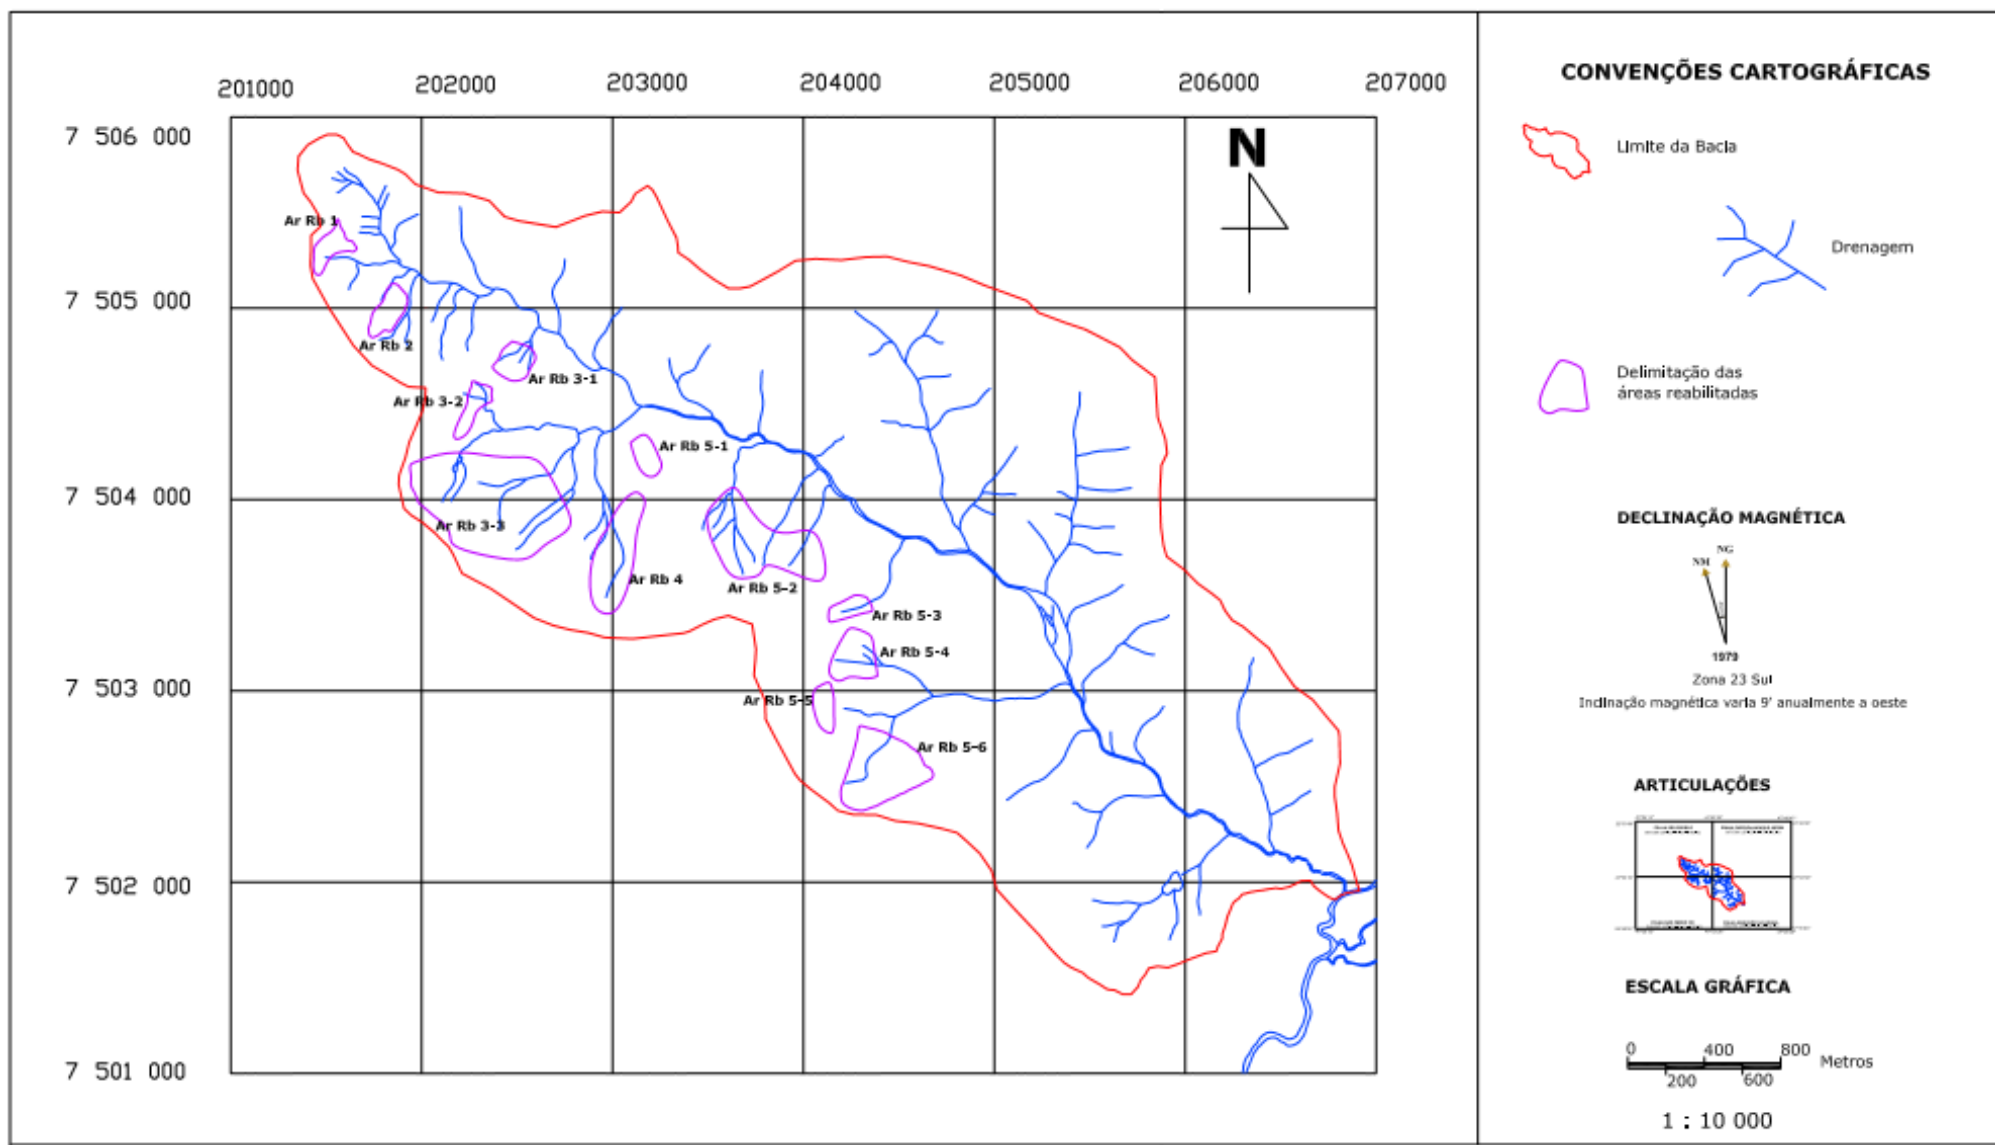 201000 202000 203000 204000 205000 206000 207000
7 506 000
7 505 000
7 504 000
7 503 000
7 502 000
7 501 000
N
Ar Rb 1
Ar Rb 2
Ar Rb 3-1
Ar Rb 3-2
Ar Rb 5-1
Ar Rb 3-3
Ar Rb 4
Ar Rb 5-2
Ar Rb 5-3
Ar Rb 5-4
Ar Rb 5-5
Ar Rb 5-6
CONVENÇÕES CARTOGRÁFICAS
Limite da Bacia
Drenagem
Delimitação das
áreas reabilitadas
DECLINAÇÃO MAGNÉTICA
NG
NM
1979
Zona 23 Sul
Indinação magnética varia 9' anualmente a oeste
ARTICULAÇÕES
ESCALA GRÁFICA
0 400 800
Metros
200 600
1 : 10 000